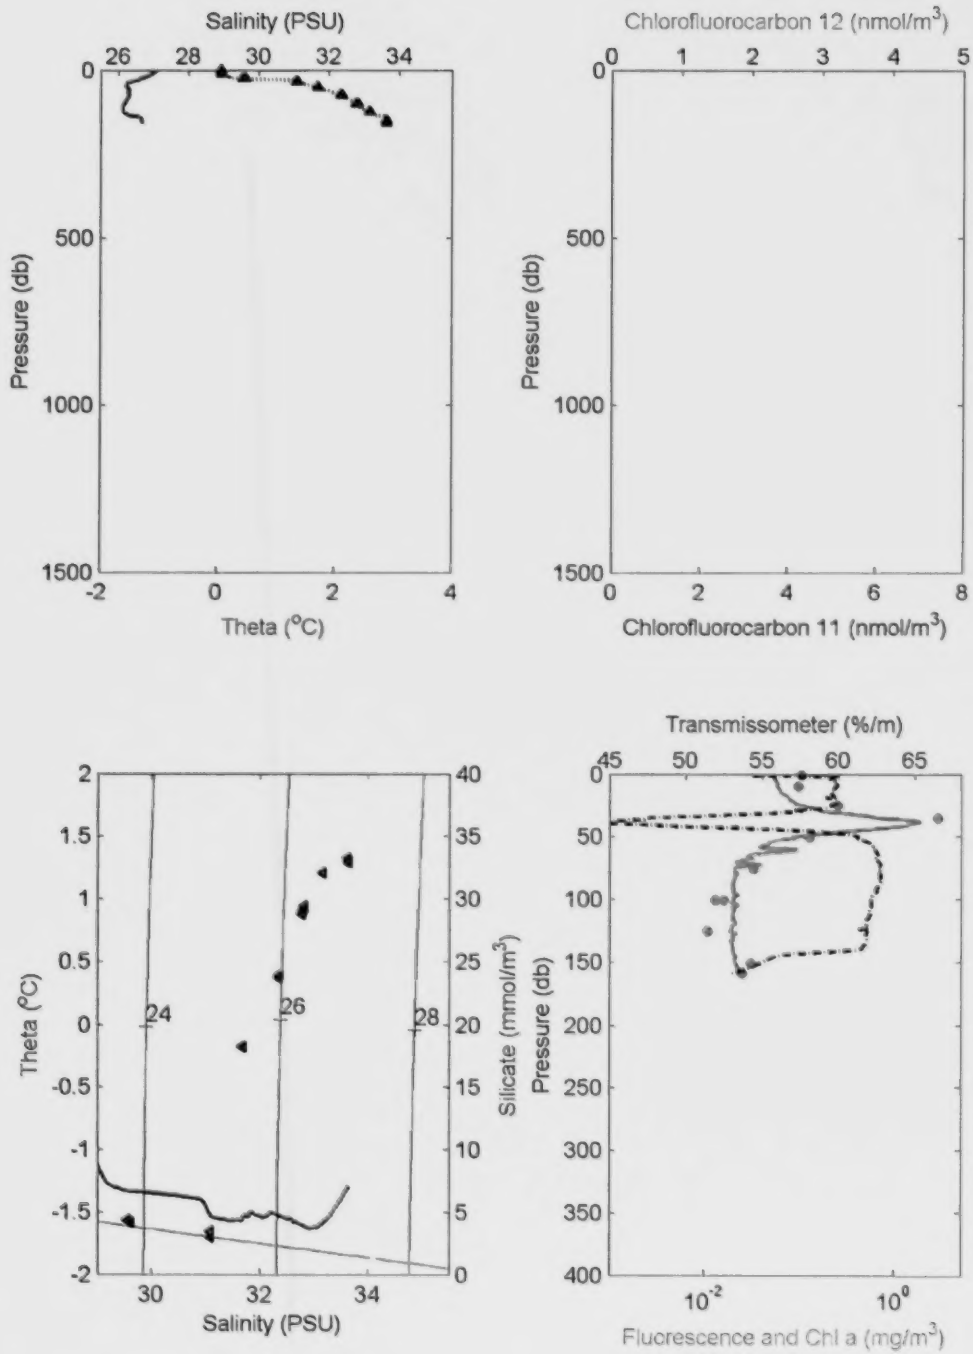 Salinity (PSU)
26 28 30 32 34
0
500
1000
1500
Pressure (db)
-2 0 2 4
Theta (°C)
Chlorofluorocarbon 12 (nmol/m³)
0 1 2 3 4 5
0
500
1000
1500
Pressure (db)
0 2 4 6 8
Chlorofluorocarbon 11 (nmol/m³)
2
1.5
1
0.5
0
-0.5
-1
-1.5
-2
Theta (°C)
24
26
28
40
35
30
25
20
15
10
5
0
Silicate (mmol/m³)
30 32 34
Salinity (PSU)
Transmissometer (%/m)
45 50 55 60 65
0
50
100
150
200
250
300
350
400
Pressure (db)
10⁻² 10⁰
Fluorescence and Chl a (mg/m³)